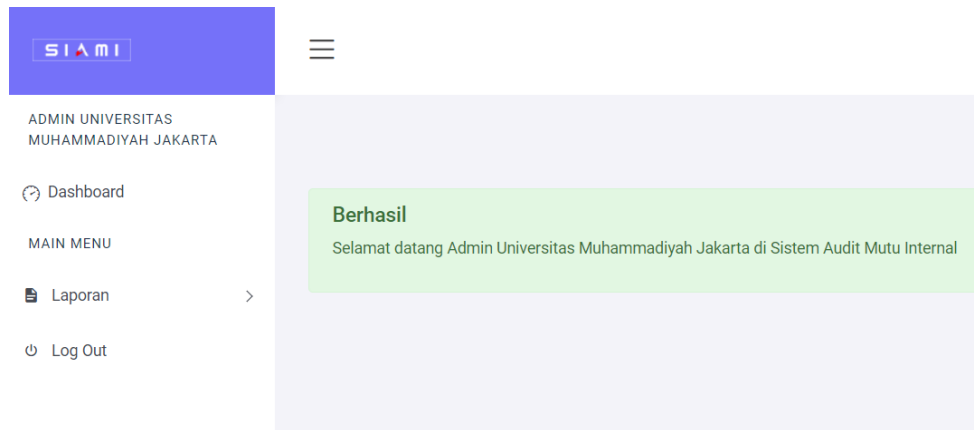 SIAMI
ADMIN UNIVERSITAS
MUHAMMADIYAH JAKARTA
Dashboard
MAIN MENU
Laporan
Log Out
Berhasil
Selamat datang Admin Universitas Muhammadiyah Jakarta di Sistem Audit Mutu Internal